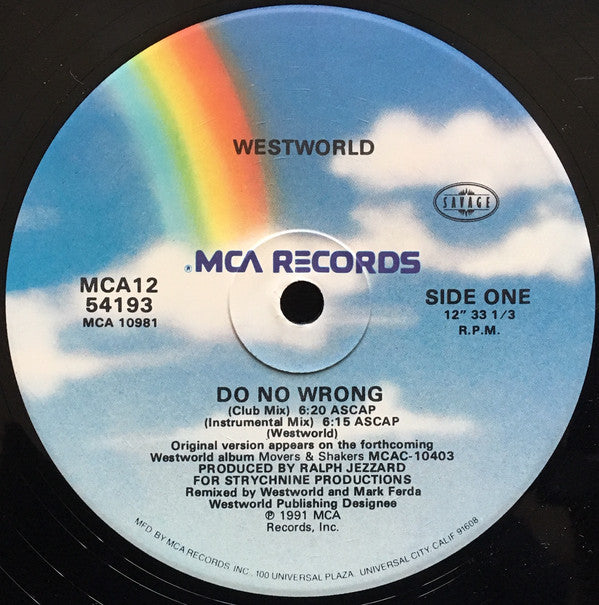 WESTWORLD
SAVAGE
® MCA RECORDS
MCA12
54193
MCA 10981
SIDE ONE
12" 33 1/3
R.P.M.
DO NO WRONG
(Club Mix) 6:20 ASCAP
(Instrumental Mix) 6:15 ASCAP
(Westworld)
Original version appears on the forthcoming
Westworld album Movers & Shakers MCAC-10403
PRODUCED BY RALPH JEZZARD
FOR STRYCHNINE PRODUCTIONS
Remixed by Westworld and Mark Ferda
Westworld Publishing Designee
℗ 1991 MCA
Records, Inc.
MFD. BY MCA RECORDS, INC., 100 UNIVERSAL PLAZA, UNIVERSAL CITY, CALIF. 91608